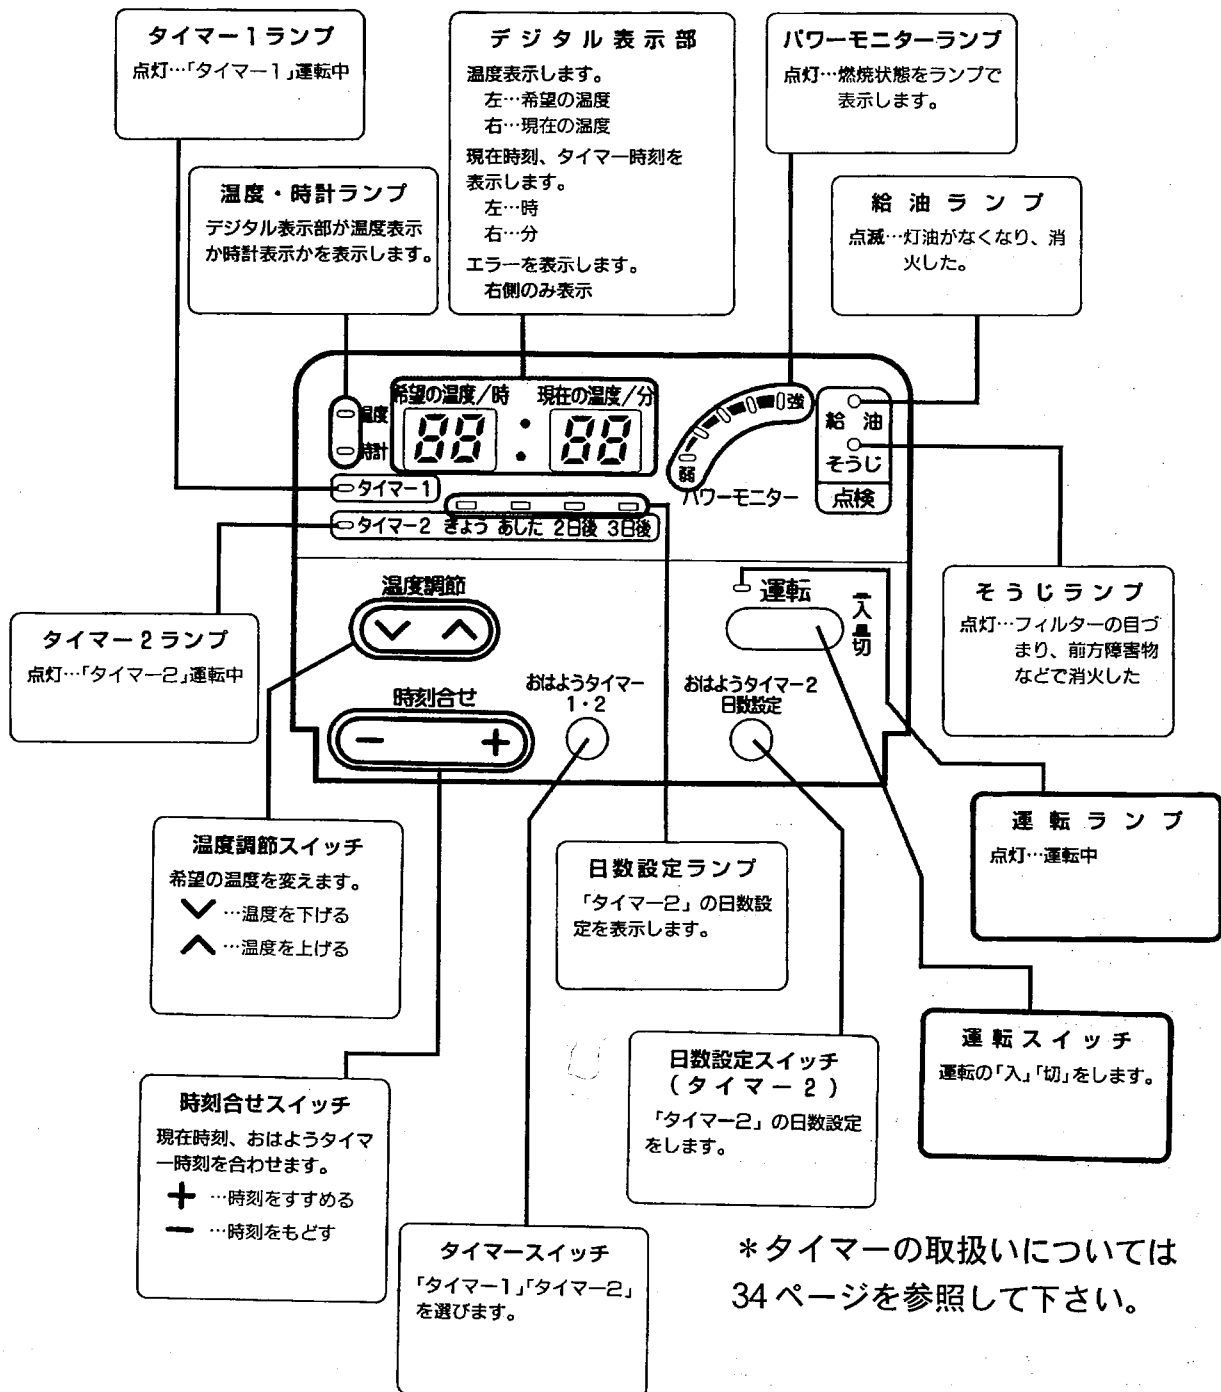 タイマー1ランプ
点灯…「タイマー1」運転中
デジタル表示部
温度表示します。
左…希望の温度
右…現在の温度
現在時刻、タイマー時刻を
表示します。
左…時
右…分
エラーを表示します。
右側のみ表示
パワーモニターランプ
点灯…燃焼状態をランプで
表示します。
温度・時計ランプ
デジタル表示部が温度表示
か時計表示かを表示します。
給油ランプ
点滅…灯油がなくなり、消
火した。
希望の温度/時 現在の温度/分
温度
時計
88:88
強
弱
パワーモニター
給油
そうじ
点検
タイマー1
タイマー2 きょう あした 2日後 3日後
温度調節
運転
入
切
時刻合せ
− +
おはようタイマー
1・2
おはようタイマー2
日数設定
タイマー2ランプ
点灯…「タイマー2」運転中
そうじランプ
点灯…フィルターの目づ
まり、前方障害物
などで消火した
運転ランプ
点灯…運転中
温度調節スイッチ
希望の温度を変えます。
∨…温度を下げる
∧…温度を上げる
日数設定ランプ
「タイマー2」の日数設
定を表示します。
運転スイッチ
運転の「入」「切」をします。
日数設定スイッチ
(タイマー2)
「タイマー2」の日数設定
をします。
時刻合せスイッチ
現在時刻、おはようタイマ
ー時刻を合わせます。
+…時刻をすすめる
−…時刻をもどす
タイマースイッチ
「タイマー1」「タイマー2」
を選びます。
*タイマーの取扱いについては
34ページを参照して下さい。